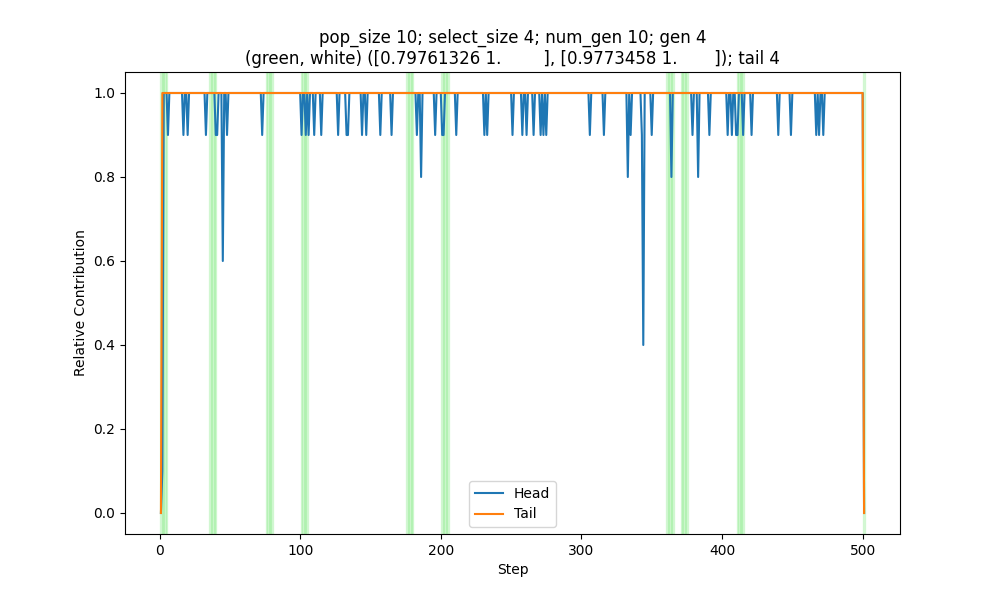 pop_size 10; select_size 4; num_gen 10; gen 4
(green, white) ([0.79761326 1.        ], [0.9773458 1.       ]); tail 4
1.0
0.8
0.6
0.4
0.2
0.0
Relative Contribution
Head
Tail
0 100 200 300 400 500
Step